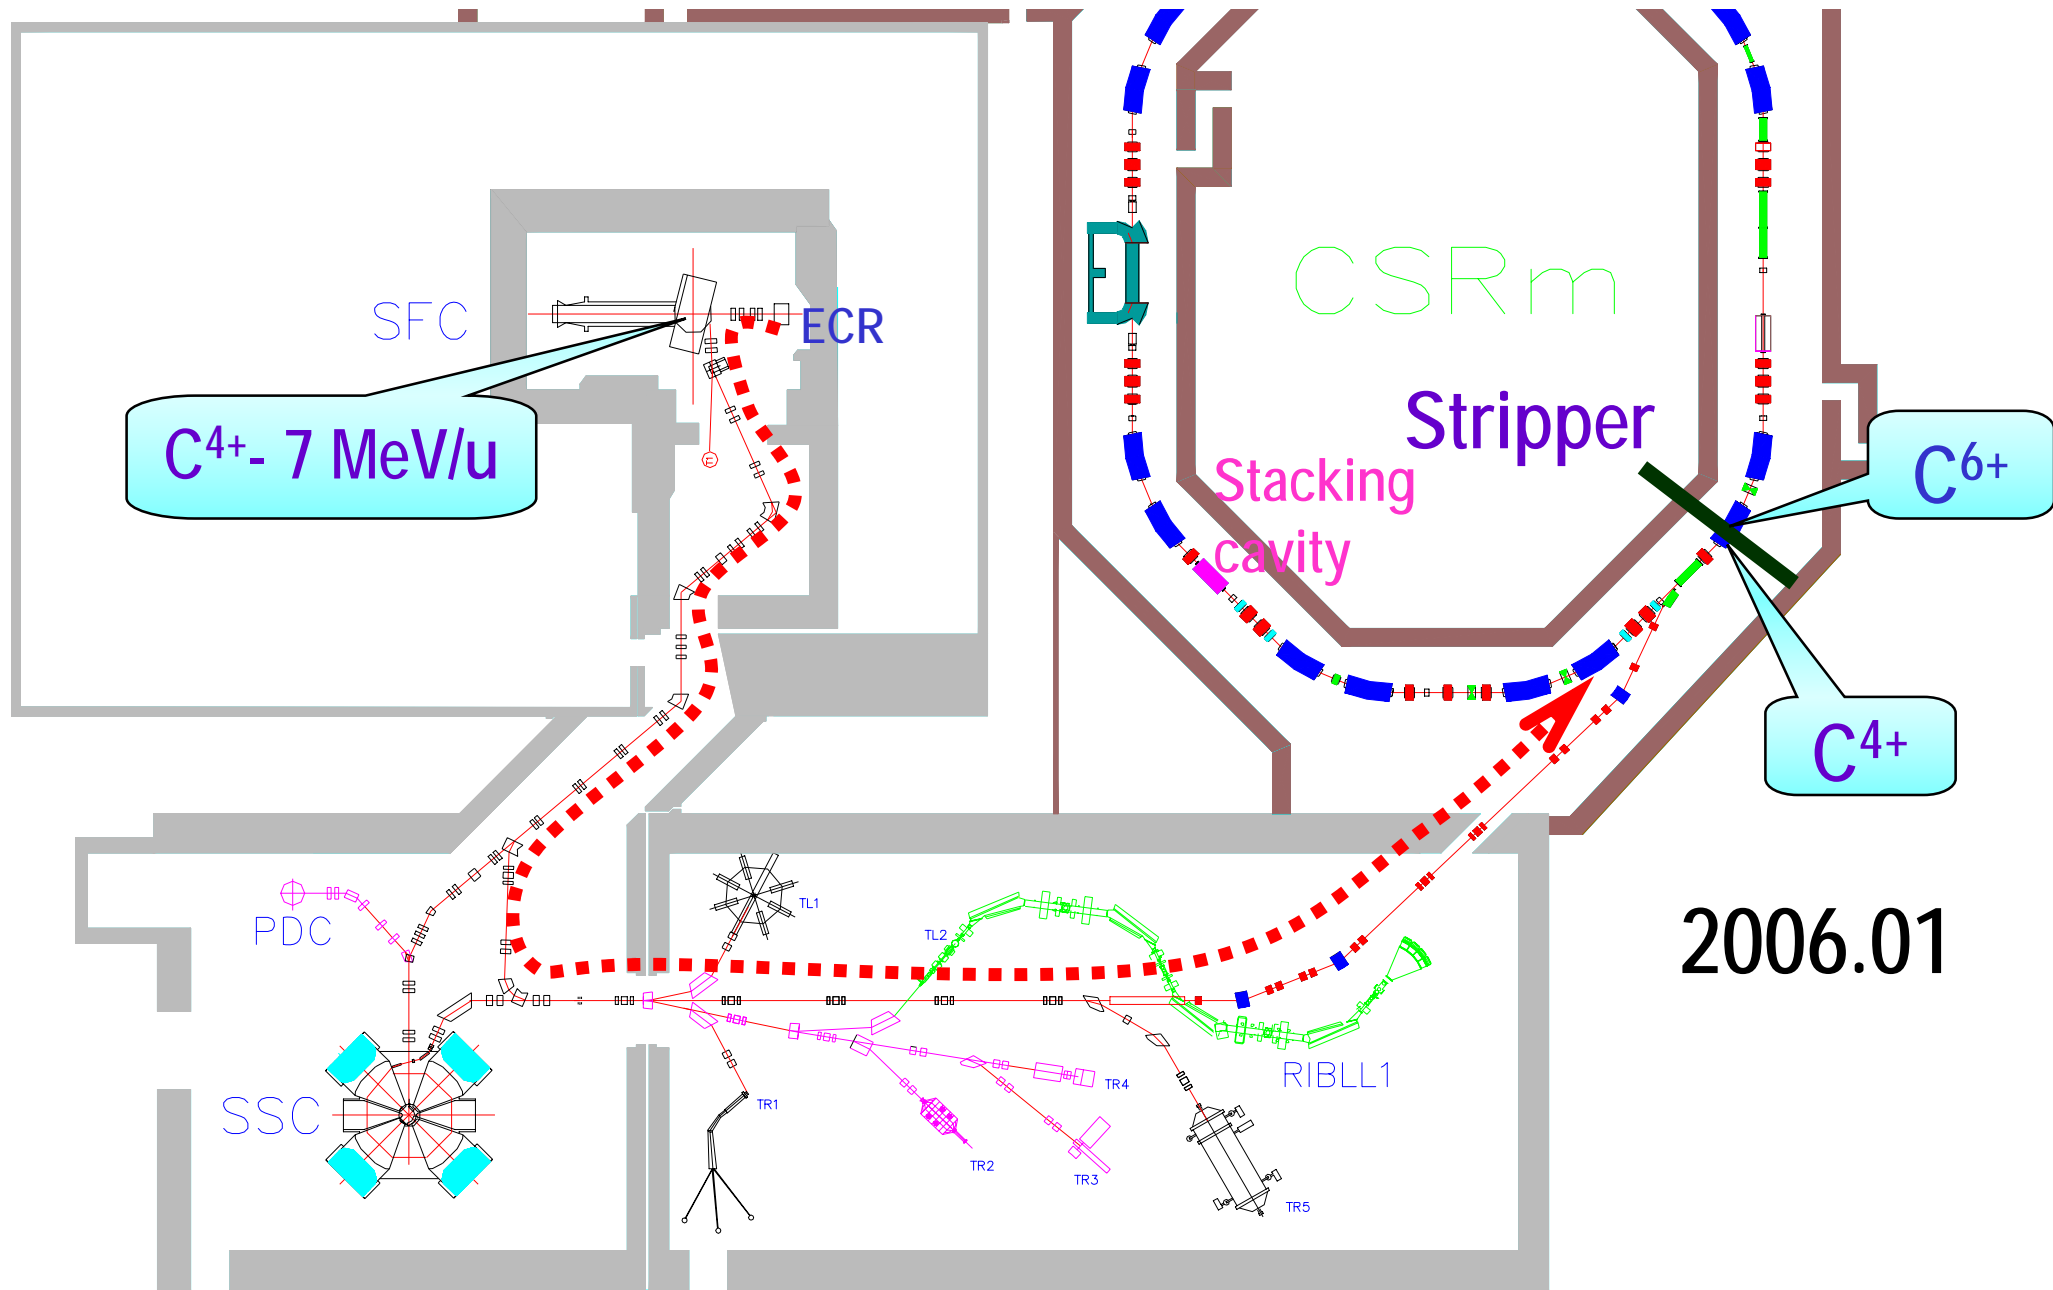 CSRm
SFC
ECR
C4+- 7 MeV/u
Stripper
Stacking
cavity
C6+
C4+
PDC
TL1
TL2
2006.01
SSC
RIBLL1
TR1
TR4
TR2
TR3
TR5